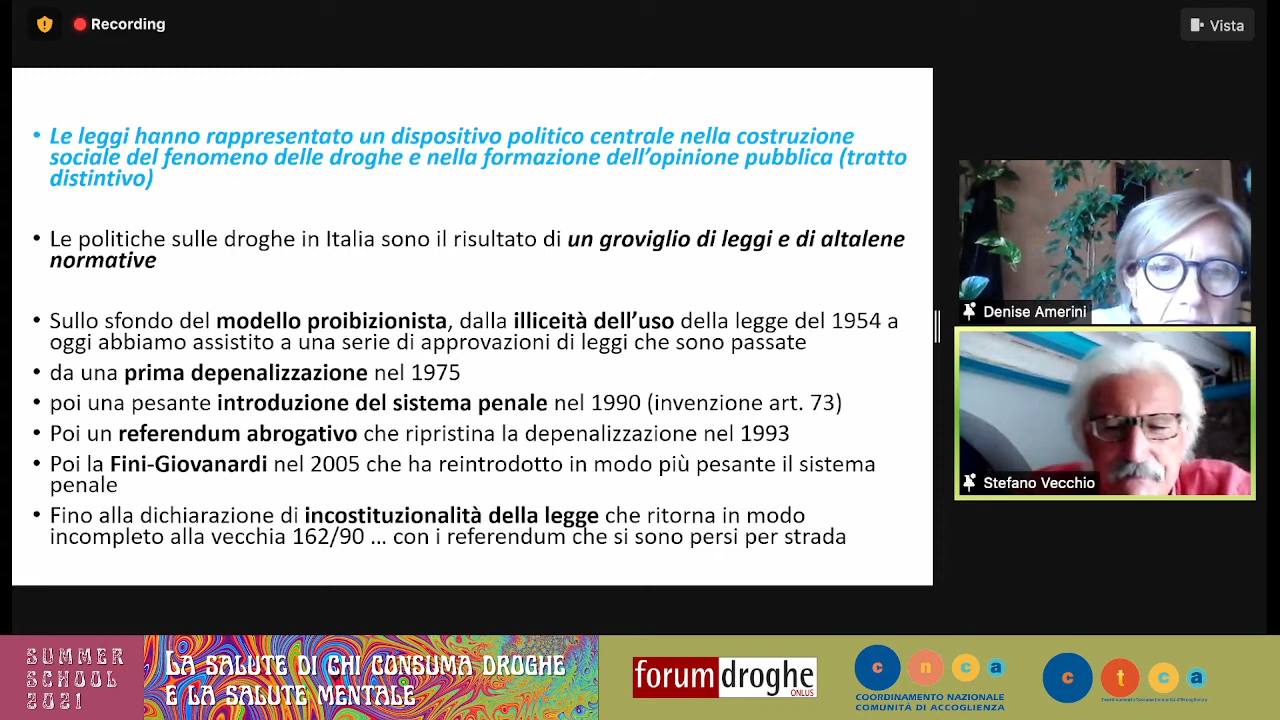 Recording
Vista
• Le leggi hanno rappresentato un dispositivo politico centrale nella costruzione
sociale del fenomeno delle droghe e nella formazione dell’opinione pubblica (tratto
distintivo)
• Le politiche sulle droghe in Italia sono il risultato di un groviglio di leggi e di altalene
normative
• Sullo sfondo del modello proibizionista, dalla illiceità dell’uso della legge del 1954 a
oggi abbiamo assistito a una serie di approvazioni di leggi che sono passate
• da una prima depenalizzazione nel 1975
• poi una pesante introduzione del sistema penale nel 1990 (invenzione art. 73)
• Poi un referendum abrogativo che ripristina la depenalizzazione nel 1993
• Poi la Fini-Giovanardi nel 2005 che ha reintrodotto in modo più pesante il sistema
penale
• Fino alla dichiarazione di incostituzionalità della legge che ritorna in modo
incompleto alla vecchia 162/90 … con i referendum che si sono persi per strada
Denise Amerini
Stefano Vecchio
SUMMER
SCHOOL
2021
LA SALUTE DI CHI CONSUMA DROGHE
E LA SALUTE MENTALE
forumdroghe
ONLUS
c n c a
COORDINAMENTO NAZIONALE
COMUNITÀ DI ACCOGLIENZA
c t c a